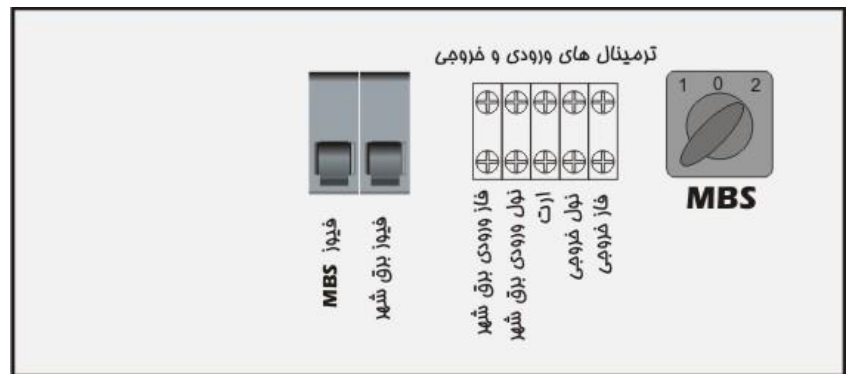 ترمینال های ورودی و خروجی
1 0 2
MBS
فاز خروجی
نول خروجی
ارت
نول ورودی برق شهر
فاز ورودی برق شهر
فیوز برق شهر
فیوز MBS